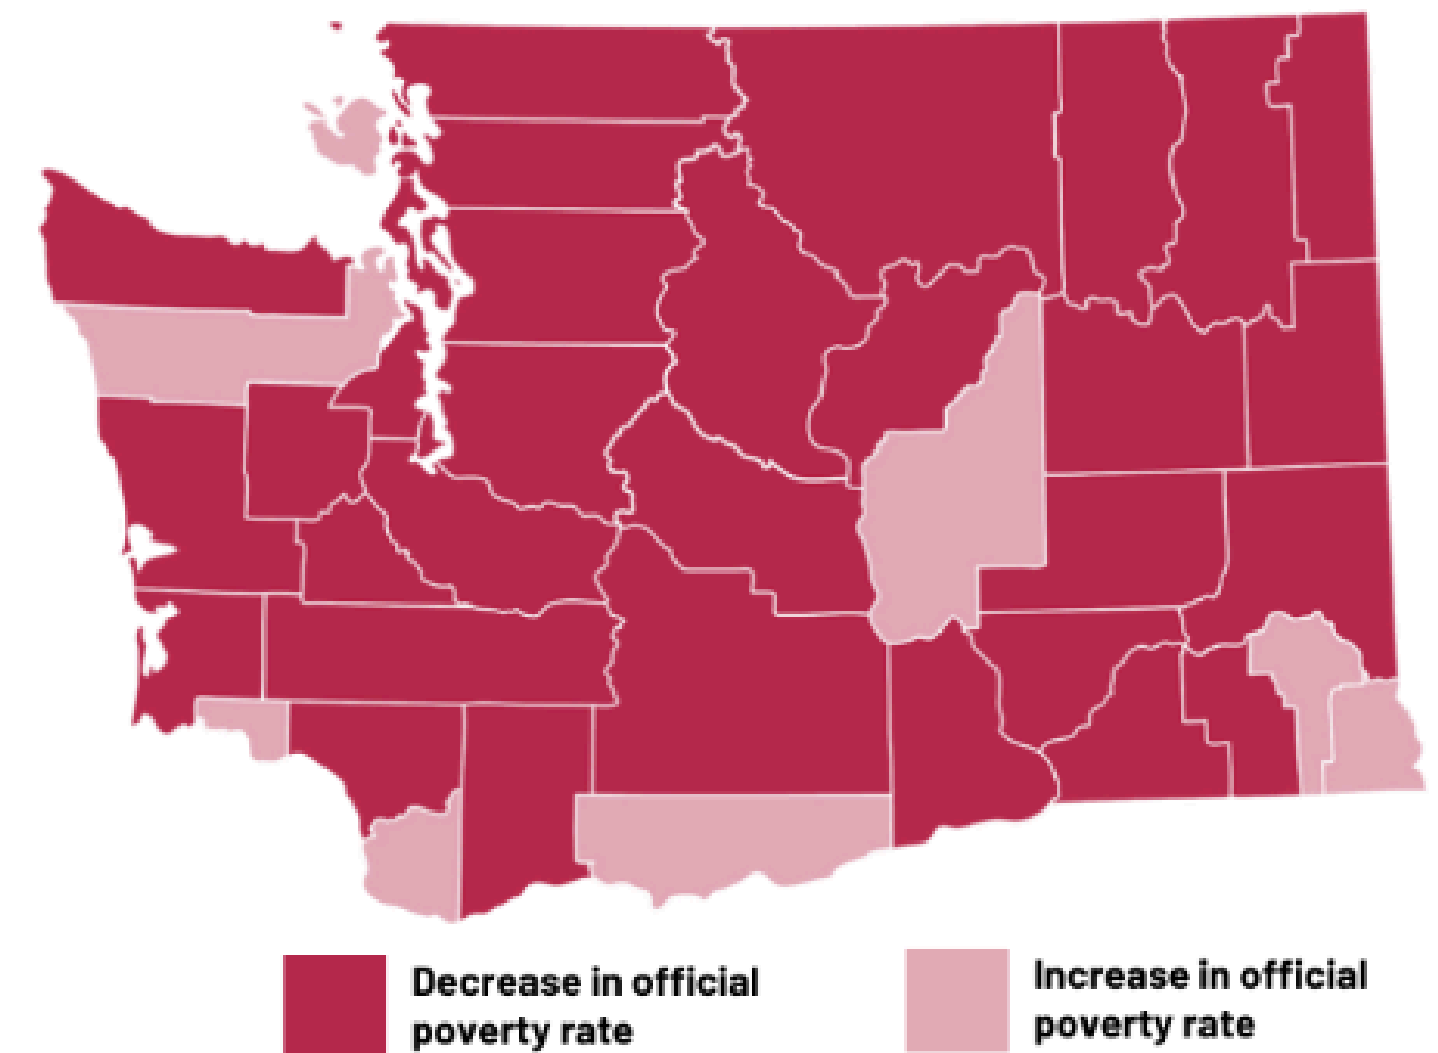 Decrease in official
poverty rate
Increase in official
poverty rate